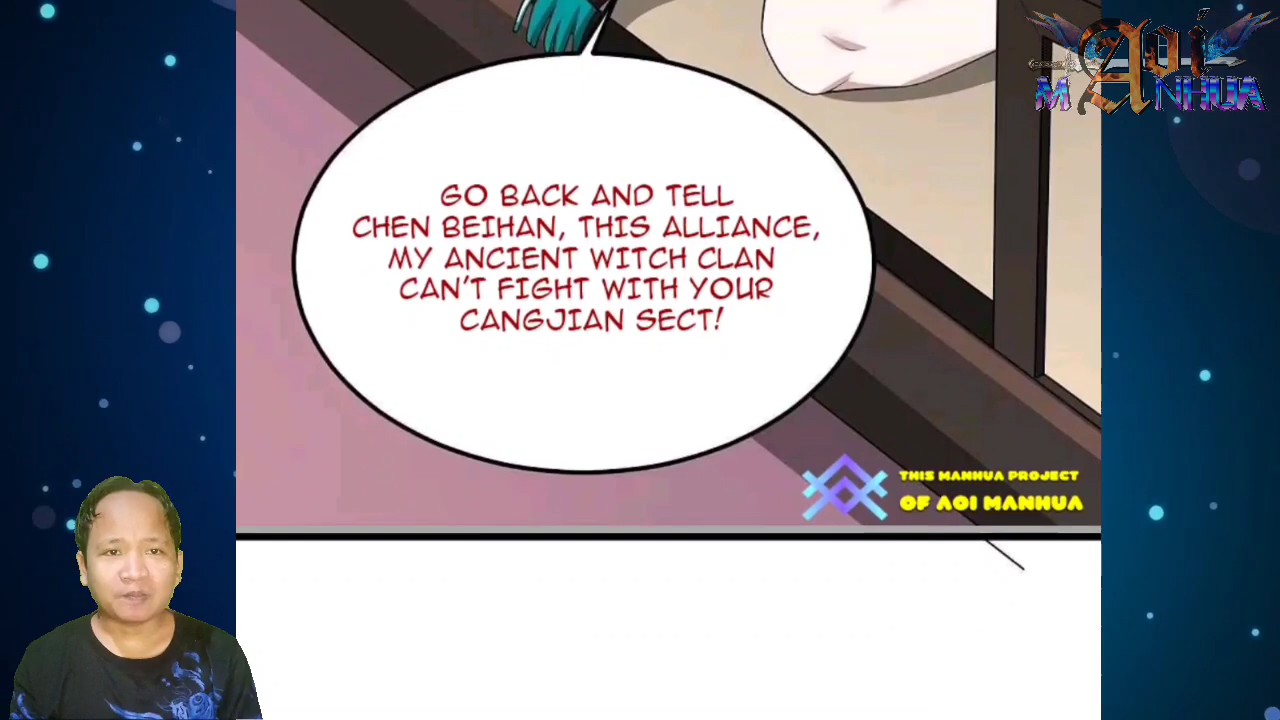 Aoi
MANHUA
GO BACK AND TELL
CHEN BEIHAN, THIS ALLIANCE,
MY ANCIENT WITCH CLAN
CAN'T FIGHT WITH YOUR
CANGJIAN SECT!
THIS MANHUA PROJECT
OF AOI MANHUA